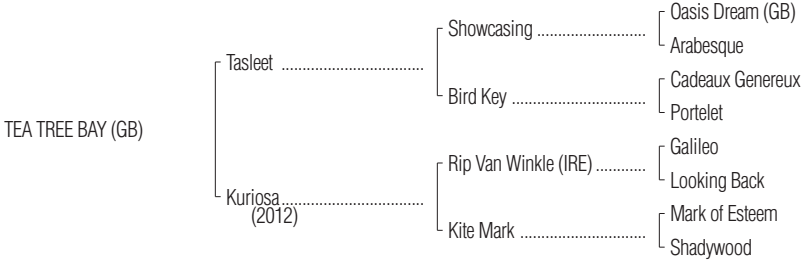 Oasis Dream (GB)
Showcasing ........................
Arabesque
Tasleet ................................
Cadeaux Genereux
Bird Key ..............................
Portelet
TEA TREE BAY (GB)
Galileo
Rip Van Winkle (IRE) ...........
Looking Back
Kuriosa ................................
(2012)
Mark of Esteem
Kite Mark ............................
Shadywood